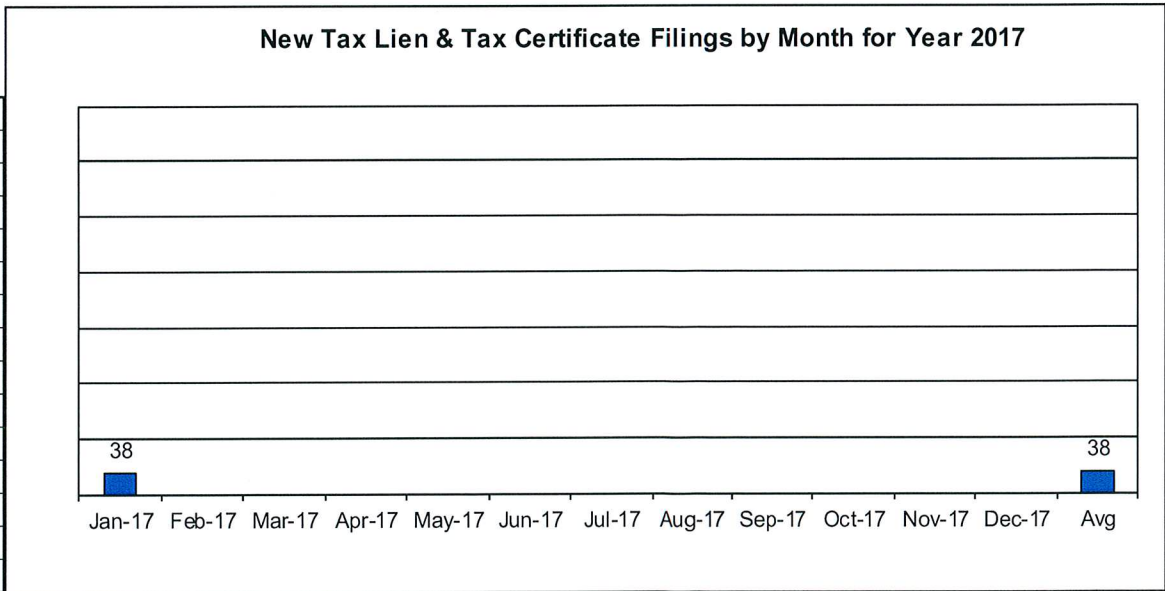 New Tax Lien & Tax Certificate Filings by Month for Year 2017
38 38
Jan-17 Feb-17 Mar-17 Apr-17 May-17 Jun-17 Jul-17 Aug-17 Sep-17 Oct-17 Nov-17 Dec-17 Avg